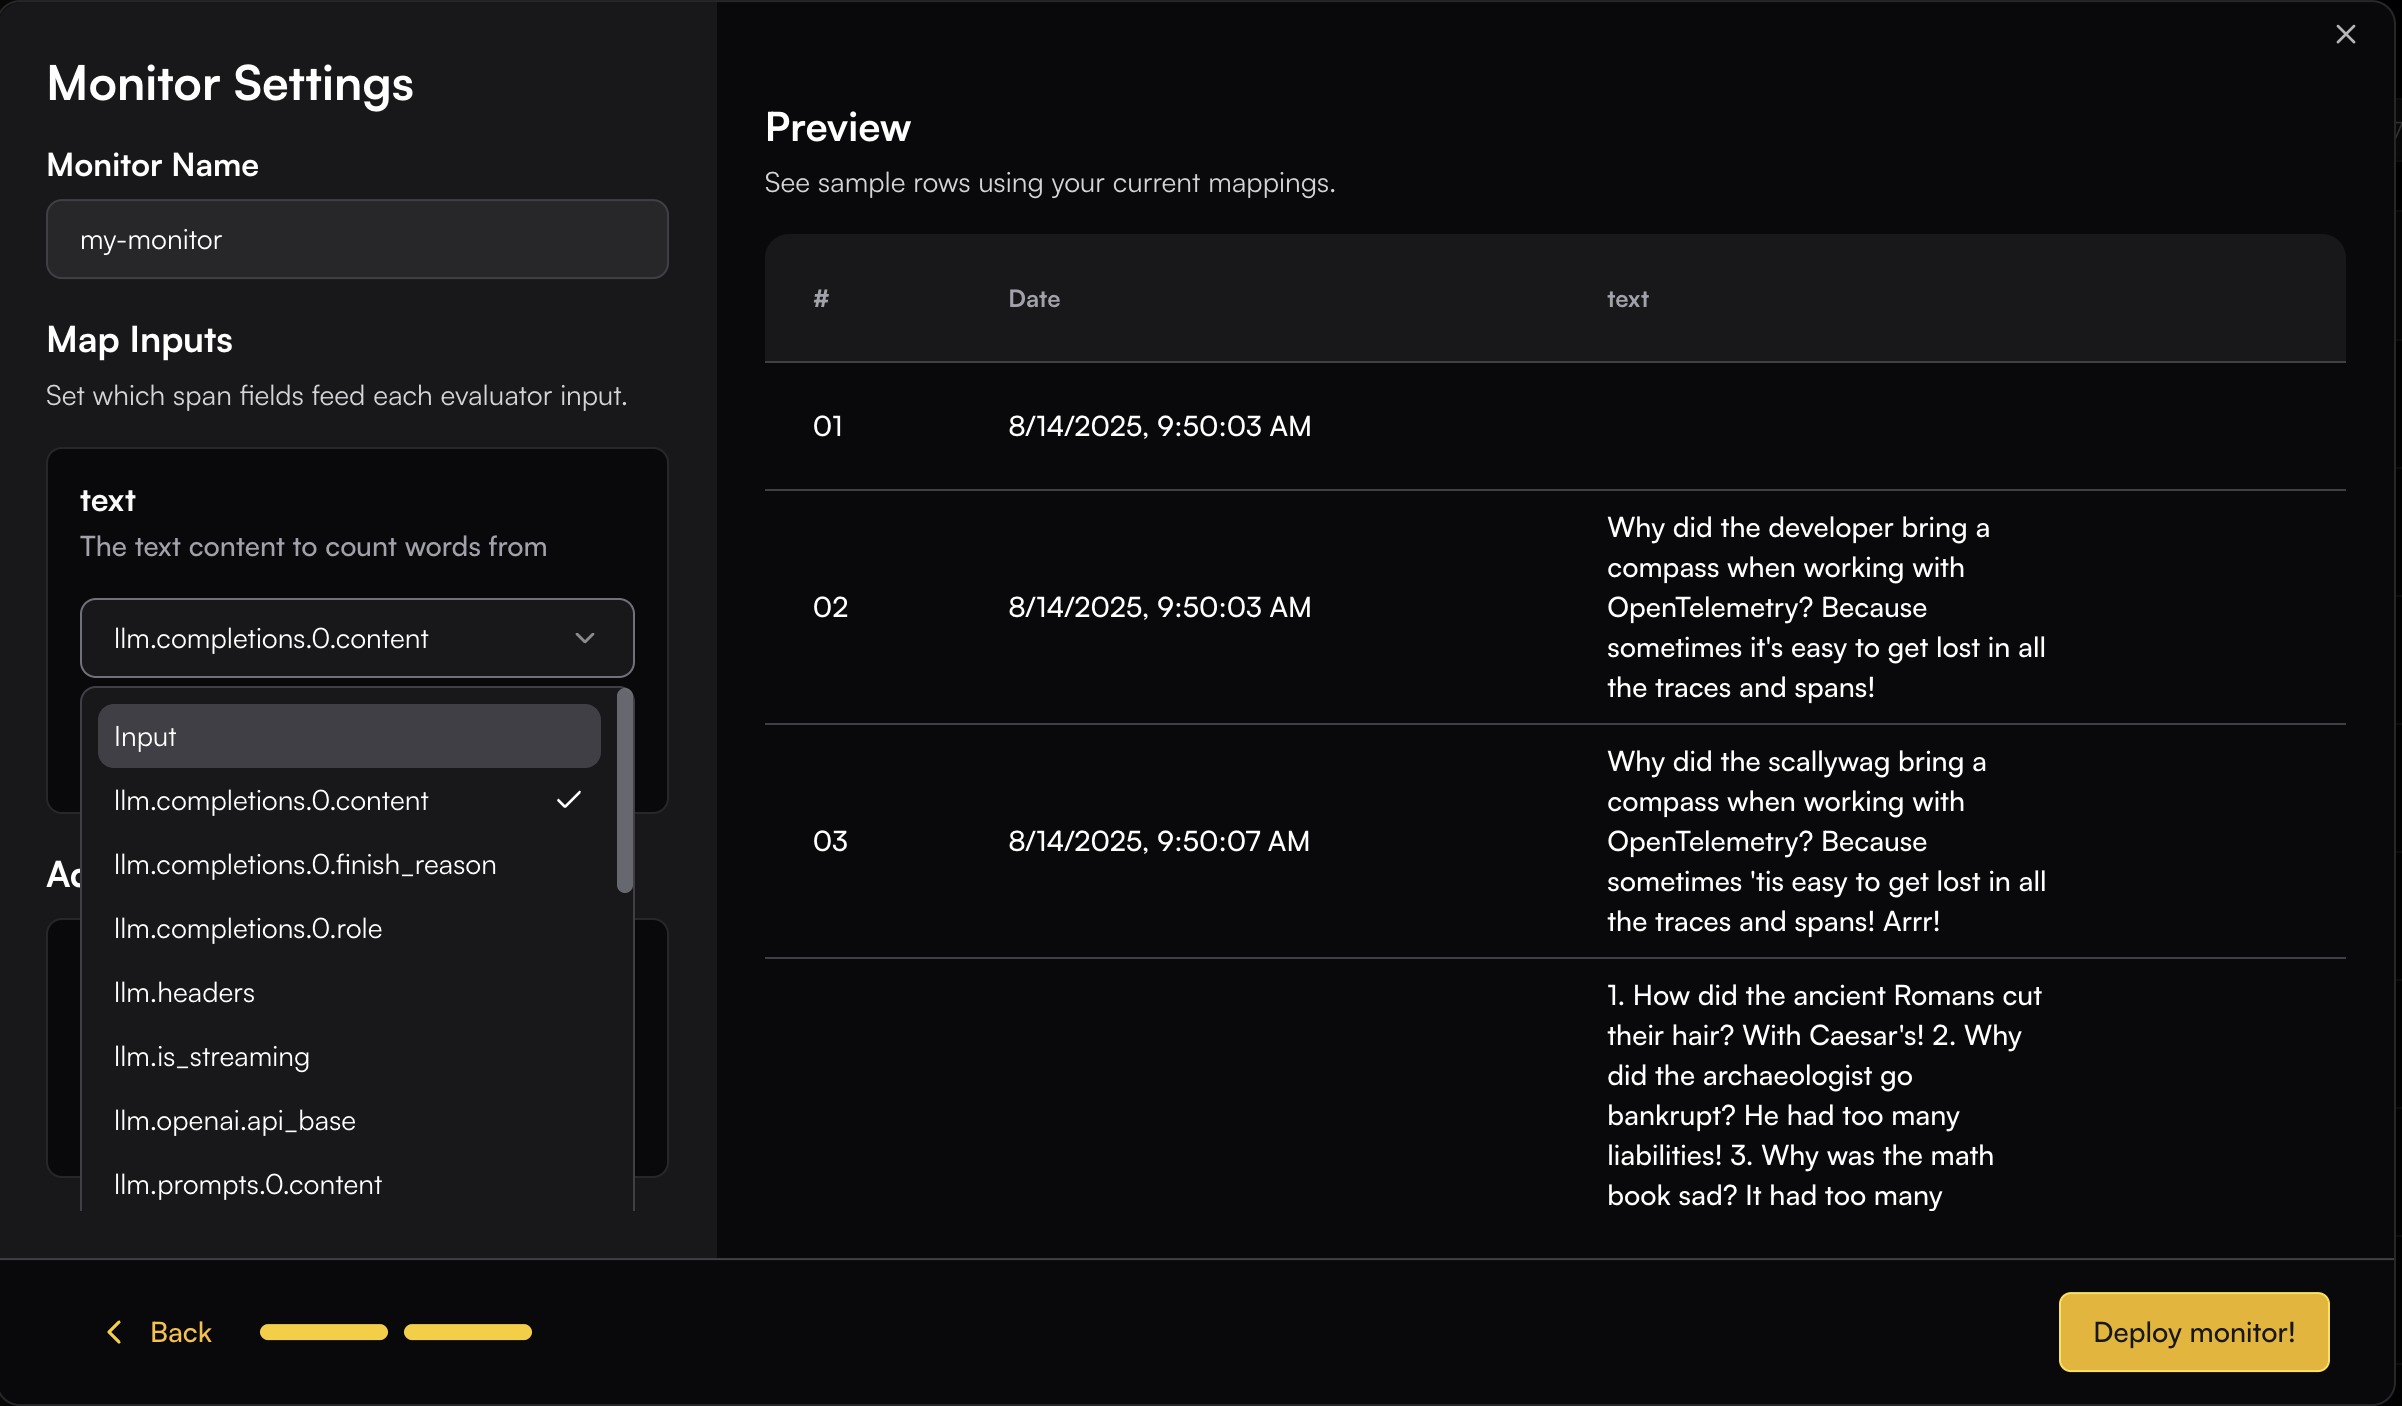 Monitor Settings
Monitor Name
my-monitor
Map Inputs
Set which span fields feed each evaluator input.
text
The text content to count words from
llm.completions.0.content
Input
llm.completions.0.content
llm.completions.0.finish_reason
llm.completions.0.role
llm.headers
llm.is_streaming
llm.openai.api_base
llm.prompts.0.content
Preview
See sample rows using your current mappings.
# Date text
01 8/14/2025, 9:50:03 AM
02 8/14/2025, 9:50:03 AM
Why did the developer bring a
compass when working with
OpenTelemetry? Because
sometimes it's easy to get lost in all
the traces and spans!
03 8/14/2025, 9:50:07 AM
Why did the scallywag bring a
compass when working with
OpenTelemetry? Because
sometimes 'tis easy to get lost in all
the traces and spans! Arrr!
1. How did the ancient Romans cut
their hair? With Caesar's! 2. Why
did the archaeologist go
bankrupt? He had too many
liabilities! 3. Why was the math
book sad? It had too many
Back
Deploy monitor!